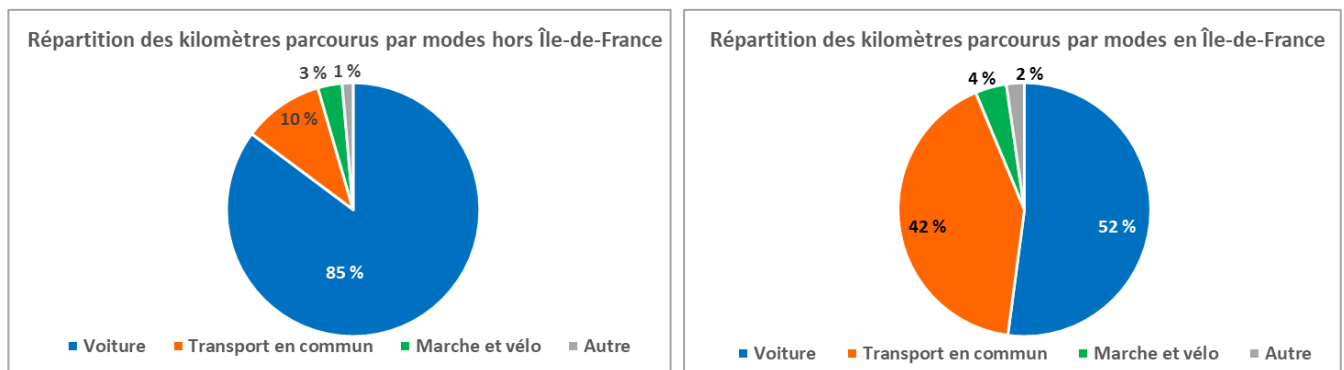 Répartition des kilomètres parcourus par modes hors Île-de-France
3 %
1 %
10 %
85 %
Voiture
Transport en commun
Marche et vélo
Autre
Répartition des kilomètres parcourus par modes en Île-de-France
4 %
2 %
42 %
52 %
Voiture
Transport en commun
Marche et vélo
Autre